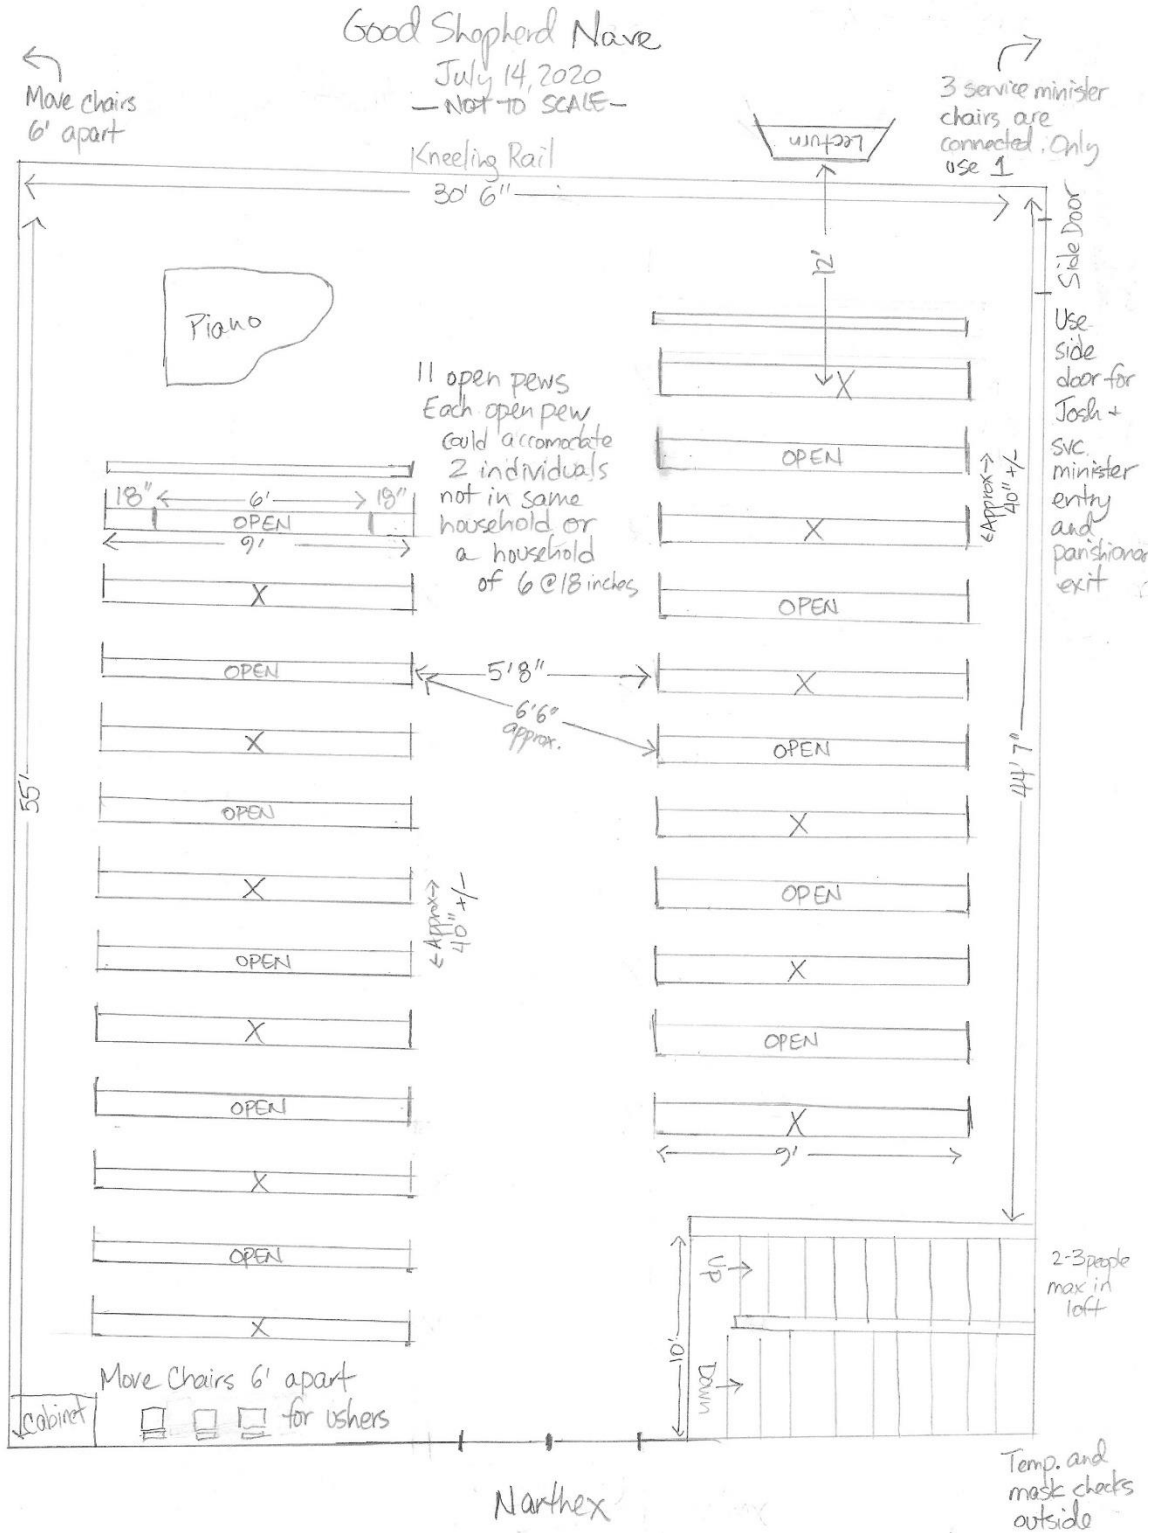 Good Shepherd Nave
July 14, 2020
— NOT TO SCALE —
Move chairs
6' apart
3 service minister
chairs are
connected. Only
use 1
Kneeling Rail
Lecturn
30' 6"
Side Door
12'
Piano
Use
side
door for
Josh +
svc.
minister
entry
and
parishioner
exit
11 open pews
Each open pew
could accomodate
2 individuals
not in same
household or
a household
of 6 @ 18 inches
X
OPEN
X
OPEN
X
OPEN
X
OPEN
X
OPEN
X
9'
Approx
40" +/-
18" 6' 18"
OPEN
9'
X
OPEN
X
OPEN
X
OPEN
X
OPEN
X
OPEN
X
5'8"
6'6"
approx.
Approx
40" +/-
55'
44' 7"
Move Chairs 6' apart
for ushers
Cabinet
10'
UP
Down
2-3 people
max in
loft
Narthex
Temp. and
mask checks
outside